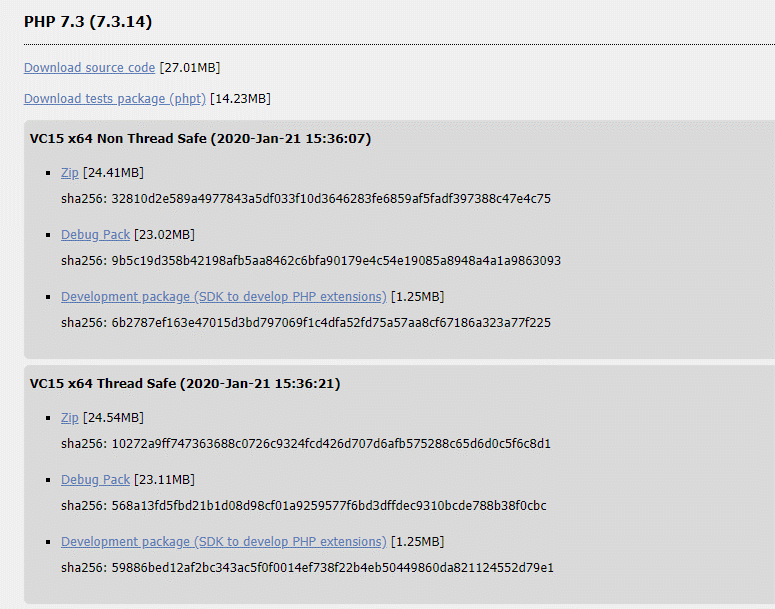 PHP 7.3 (7.3.14)
Download source code [27.01MB]
Download tests package (phpt) [14.23MB]
VC15 x64 Non Thread Safe (2020-Jan-21 15:36:07)
Zip [24.41MB]
sha256: 32810d2e589a4977843a5df033f10d3646283fe6859af5fadf397388c47e4c75
Debug Pack [23.02MB]
sha256: 9b5c19d358b42198afb5aa8462c6bfa90179e4c54e19085a8948a4a1a9863093
Development package (SDK to develop PHP extensions) [1.25MB]
sha256: 6b2787ef163e47015d3bd797069f1c4dfa52fd75a57aa8cf67186a323a77f225
VC15 x64 Thread Safe (2020-Jan-21 15:36:21)
Zip [24.54MB]
sha256: 10272a9ff747363688c0726c9324fcd426d707d6afb575288c65d6d0c5f6c8d1
Debug Pack [23.11MB]
sha256: 568a13fd5fbd21b1d08d98cf01a9259577f6bd3dffdec9310bcde788b38f0cbc
Development package (SDK to develop PHP extensions) [1.25MB]
sha256: 59886bed12af2bc343ac5f0f0014ef738f22b4eb50449860da821124552d79e1